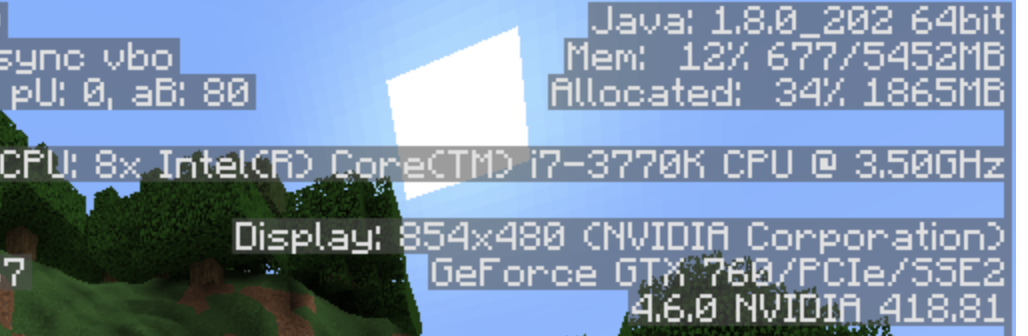 Java: 1.8.0_202 64bit
sync vbo
Mem: 12% 677/5452MB
pU: 0, aB: 80
Allocated: 34% 1865MB
CPU: 8x Intel(R) Core(TM) i7-3770K CPU @ 3.50GHz
Display: 854x480 (NVIDIA Corporation)
GeForce GTX 760/PCIe/SSE2
4.6.0 NVIDIA 418.81